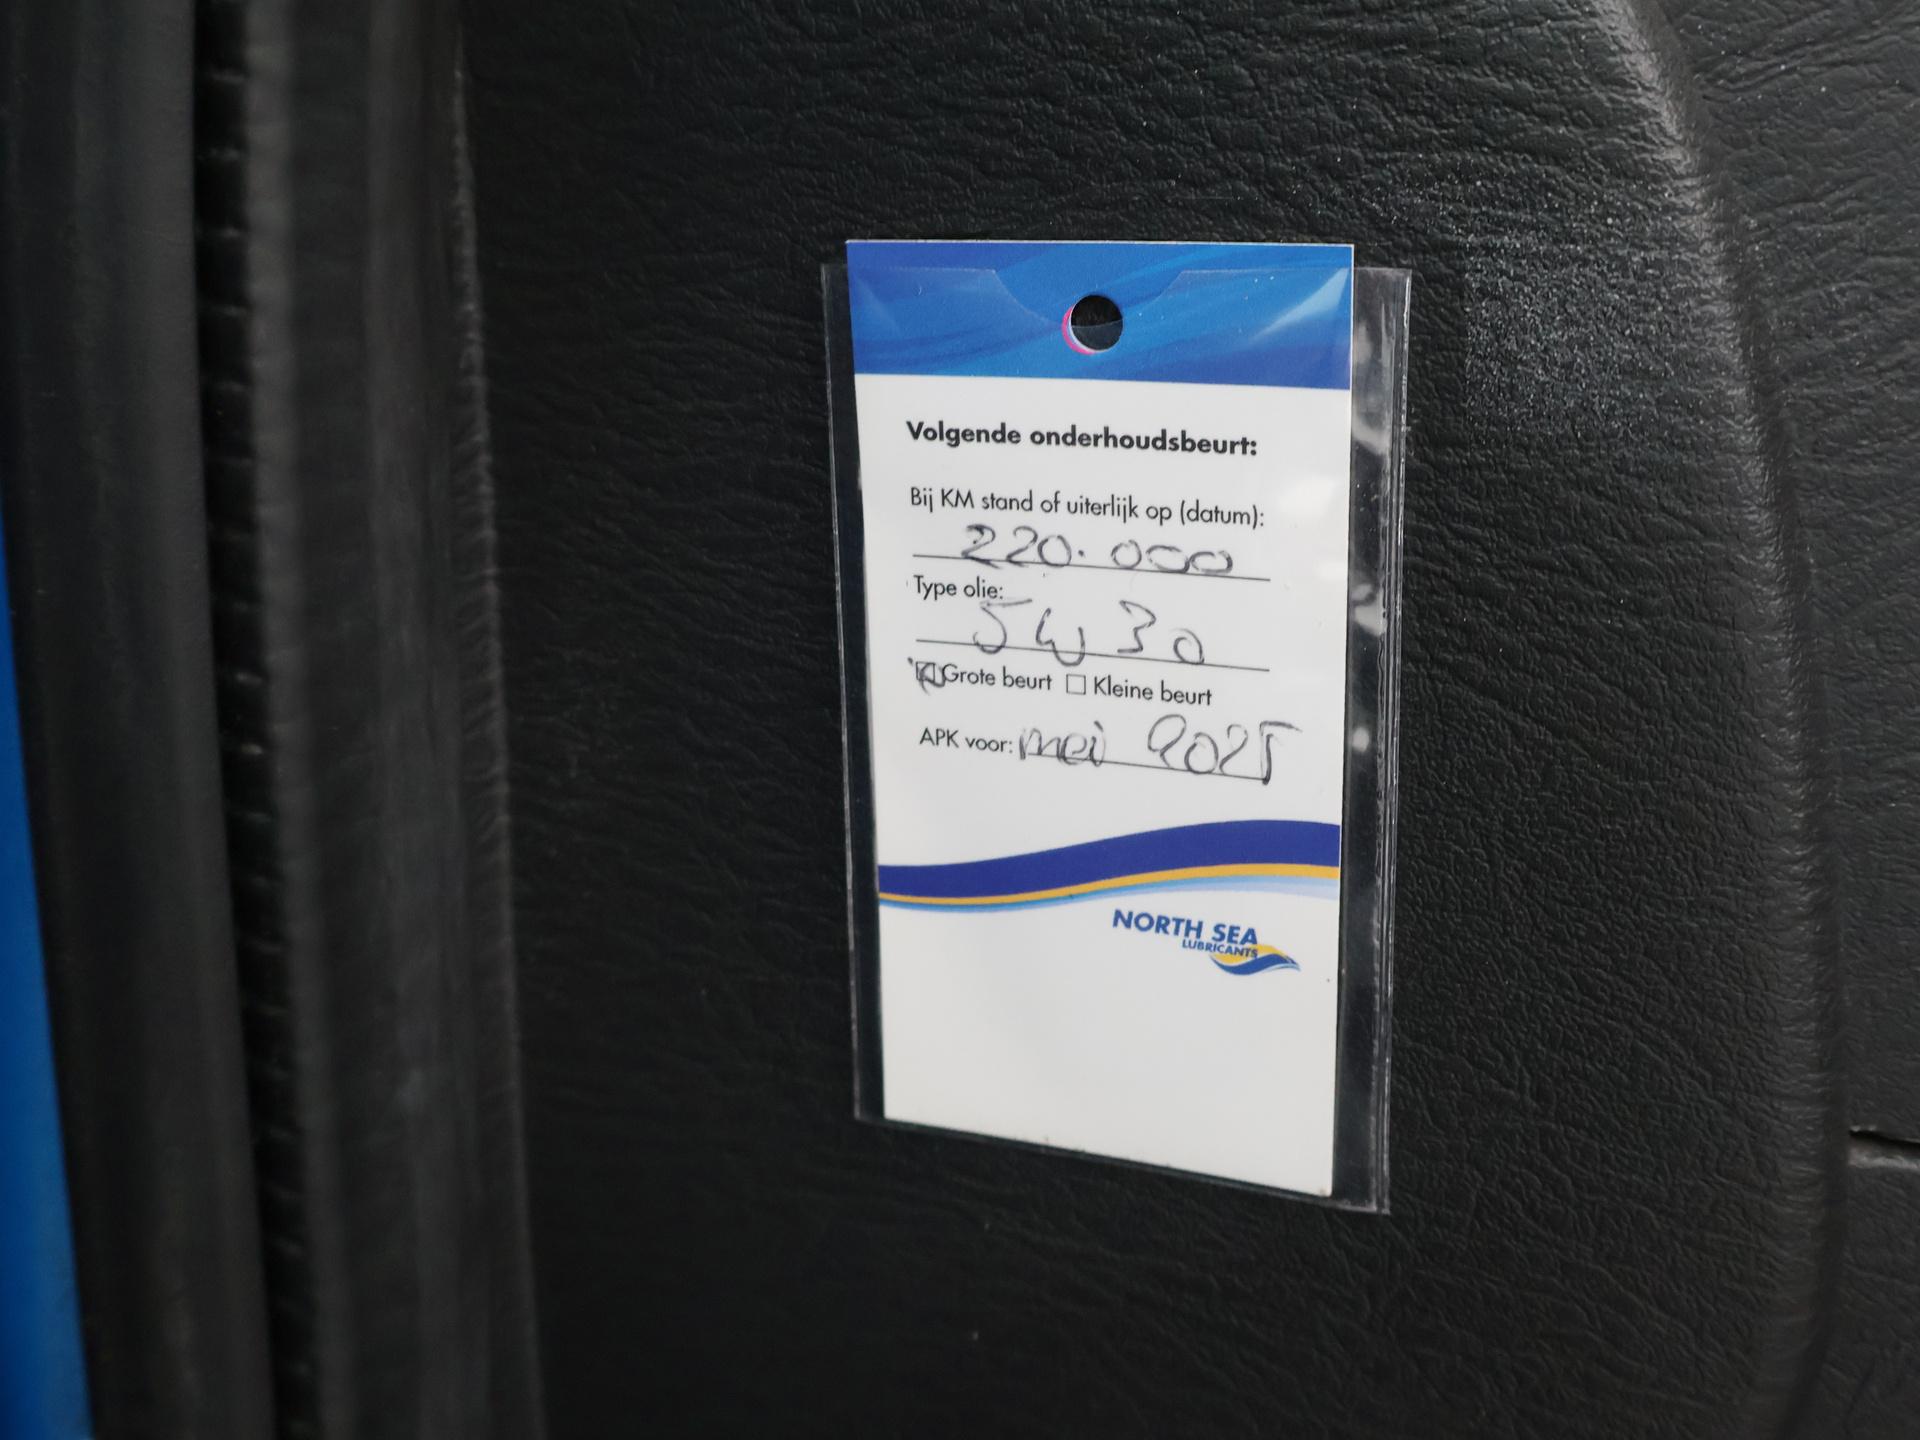 Volgende onderhoudsbeurt:
Bij KM stand of uiterlijk op (datum):
220.000
Type olie:
5W30
Grote beurt Kleine beurt
APK voor: mei 2025
NORTH SEA
LUBRICANTS